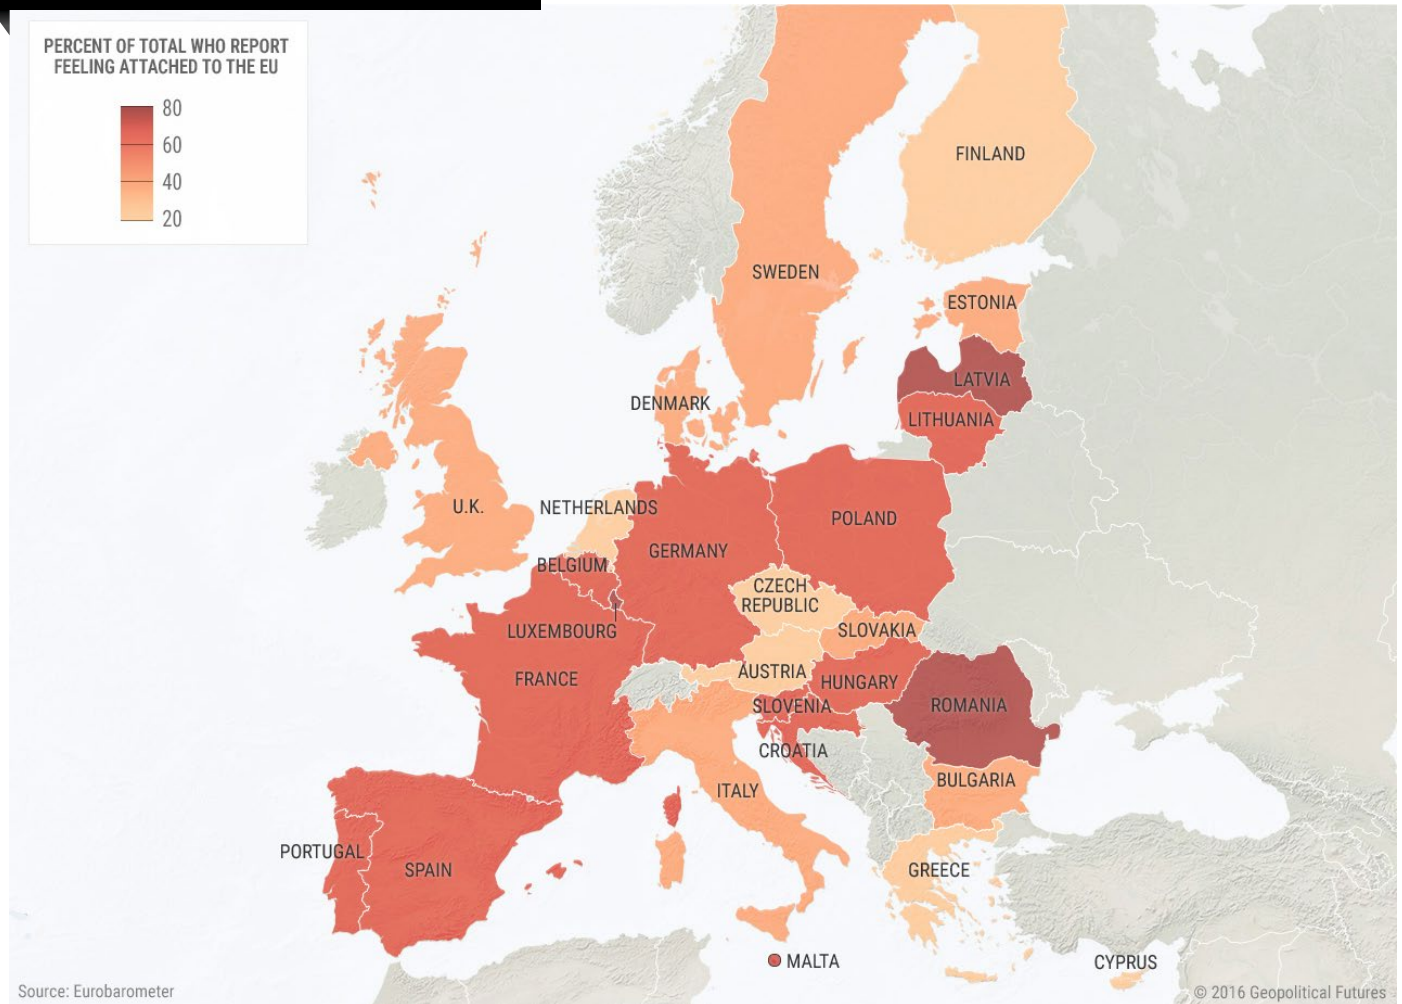 PERCENT OF TOTAL WHO REPORT
FEELING ATTACHED TO THE EU
80
60
40
20
FINLAND
SWEDEN
ESTONIA
LATVIA
DENMARK
LITHUANIA
U.K.
NETHERLANDS
POLAND
GERMANY
BELGIUM
CZECH
REPUBLIC
LUXEMBOURG
SLOVAKIA
AUSTRIA
FRANCE
HUNGARY
SLOVENIA
ROMANIA
CROATIA
BULGARIA
ITALY
PORTUGAL
SPAIN
GREECE
MALTA
CYPRUS
Source: Eurobarometer
© 2016 Geopolitical Futures